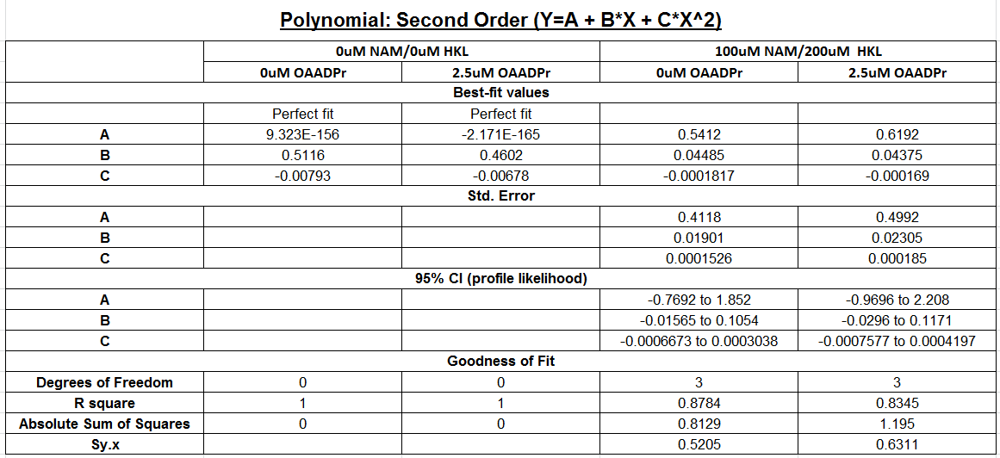 Polynomial: Second Order (Y=A + B*X + C*X^2)
0uM NAM/0uM HKL 100uM NAM/200uM HKL
0uM OAADPr 2.5uM OAADPr 0uM OAADPr 2.5uM OAADPr
Best-fit values
Perfect fit Perfect fit
A 9.323E-156 -2.171E-165 0.5412 0.6192
B 0.5116 0.4602 0.04485 0.04375
C -0.00793 -0.00678 -0.0001817 -0.000169
Std. Error
A 0.4118 0.4992
B 0.01901 0.02305
C 0.0001526 0.000185
95% CI (profile likelihood)
A -0.7692 to 1.852 -0.9696 to 2.208
B -0.01565 to 0.1054 -0.0296 to 0.1171
C -0.0006673 to 0.0003038 -0.0007577 to 0.0004197
Goodness of Fit
Degrees of Freedom 0 0 3 3
R square 1 1 0.8784 0.8345
Absolute Sum of Squares 0 0 0.8129 1.195
Sy.x 0.5205 0.6311